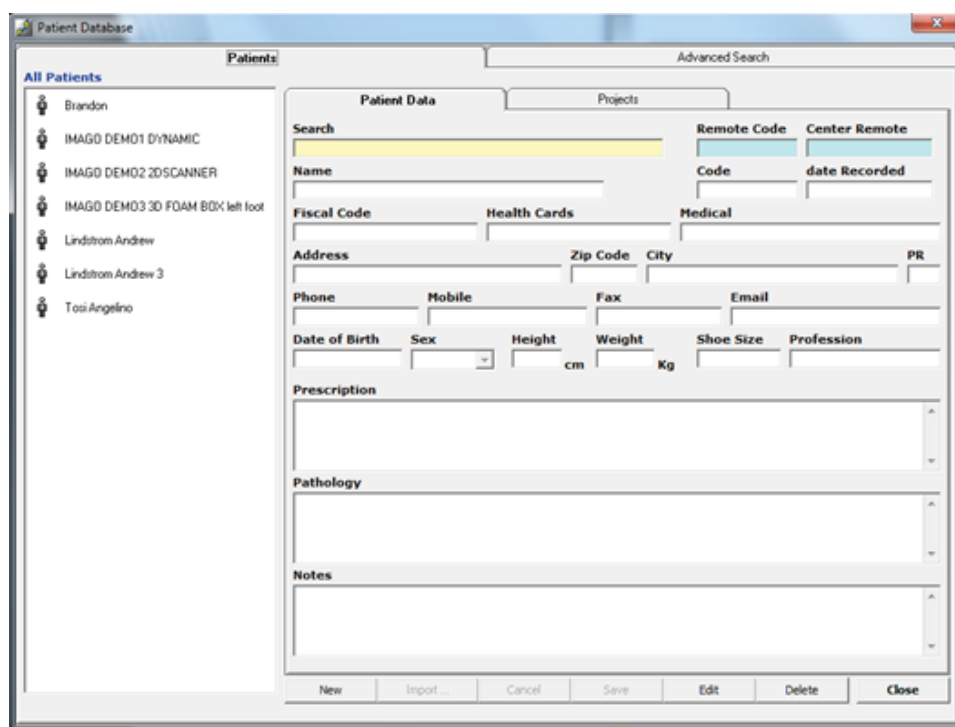 Patient Database
Patients
Advanced Search
All Patients
Brandon
IMAGO DEMO1 DYNAMIC
IMAGO DEMO2 2DSCANNER
IMAGO DEMO3 3D FOAM BOX left foot
Lindstrom Andrew
Lindstrom Andrew 3
Tosi Angelino
Patient Data
Projects
Search
Remote Code
Center Remote
Name
Code
date Recorded
Fiscal Code
Health Cards
Medical
Address
Zip Code
City
PR
Phone
Mobile
Fax
Email
Date of Birth
Sex
Height
cm
Weight
Kg
Shoe Size
Profession
Prescription
Pathology
Notes
New
Import ...
Cancel
Save
Edit
Delete
Close